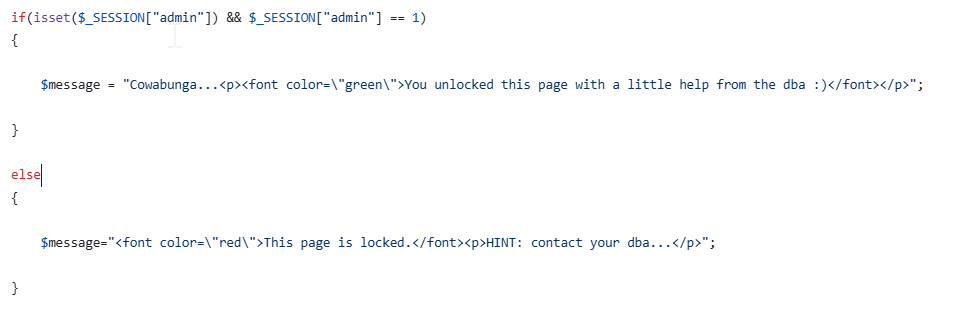 if(isset($_SESSION["admin"]) && $_SESSION["admin"] == 1)
{
$message = "Cowabunga...<p><font color=\"green\">You unlocked this page with a little help from the dba :)</font></p>";
}
else
{
$message="<font color=\"red\">This page is locked.</font><p>HINT: contact your dba...</p>";
}